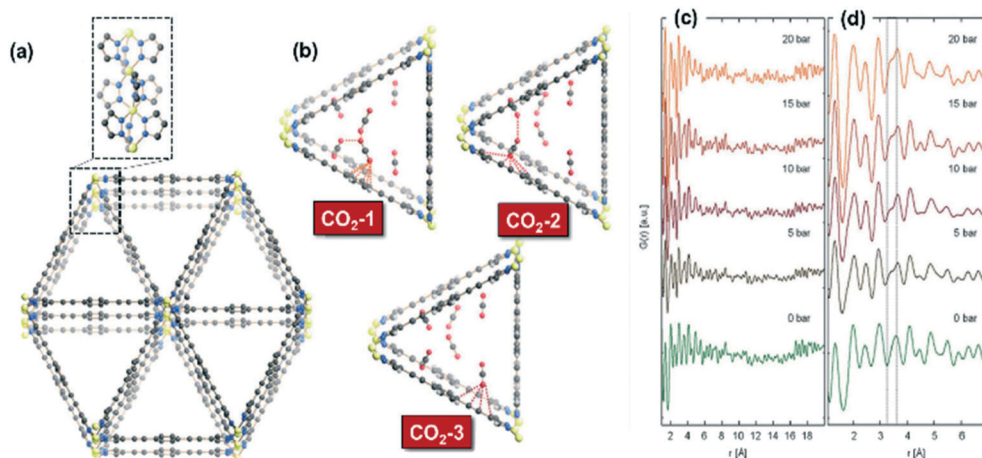 (a)
(b)
CO₂-1
CO₂-2
CO₂-3
(c)
20 bar
15 bar
10 bar
5 bar
0 bar
G(r) [a.u.]
2 4 6 8 10 12 14 16 18
r [Å]
(d)
20 bar
15 bar
10 bar
5 bar
0 bar
1 2 3 4 5 6
r [Å]